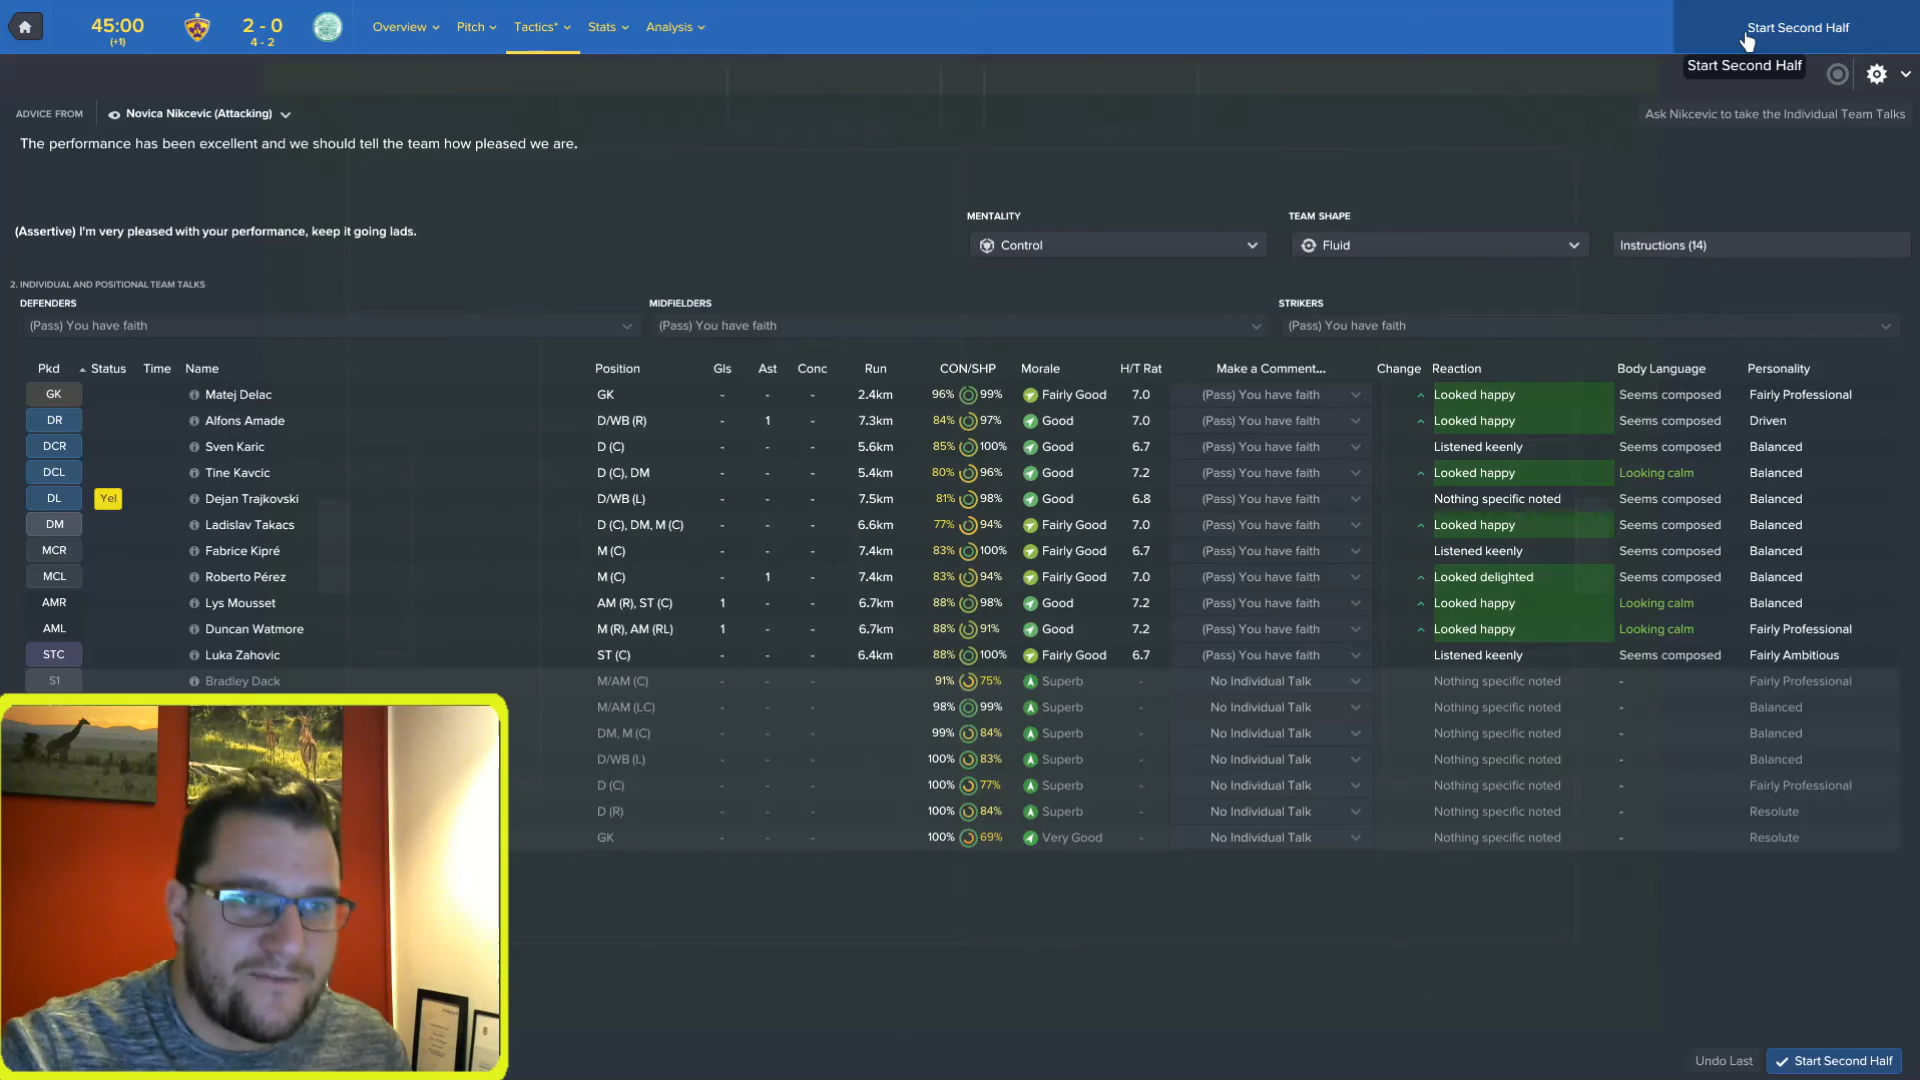 45:00
(+1)
2 - 0
4 - 2
Overview
Pitch
Tactics*
Stats
Analysis
Start Second Half
Start Second Half
ADVICE FROM
Novica Nikcevic (Attacking)
Ask Nikcevic to take the Individual Team Talks
The performance has been excellent and we should tell the team how pleased we are.
(Assertive) I'm very pleased with your performance, keep it going lads.
MENTALITY
Control
TEAM SHAPE
Fluid
Instructions (14)
2. INDIVIDUAL AND POSITIONAL TEAM TALKS
DEFENDERS MIDFIELDERS STRIKERS
(Pass) You have faith (Pass) You have faith (Pass) You have faith
Pkd Status Time Name Position Gls Ast Conc Run CON/SHP Morale H/T Rat Make a Comment... Change Reaction Body Language Personality
GK Matej Delac GK - - - 2.4km 96% 99% Fairly Good 7.0 (Pass) You have faith Looked happy Seems composed Fairly Professional
DR Alfons Amade D/WB (R) - 1 - 7.3km 84% 97% Good 7.0 (Pass) You have faith Looked happy Seems composed Driven
DCR Sven Karic D (C) - - - 5.6km 85% 100% Good 6.7 (Pass) You have faith Listened keenly Seems composed Balanced
DCL Tine Kavcic D (C), DM - - - 5.4km 80% 96% Good 7.2 (Pass) You have faith Looked happy Looking calm Balanced
DL Yel Dejan Trajkovski D/WB (L) - - - 7.5km 81% 98% Good 6.8 (Pass) You have faith Nothing specific noted Seems composed Balanced
DM Ladislav Takacs D (C), DM, M (C) - - - 6.6km 77% 94% Fairly Good 7.0 (Pass) You have faith Looked happy Seems composed Balanced
MCR Fabrice Kipré M (C) - - - 7.4km 83% 100% Fairly Good 6.7 (Pass) You have faith Listened keenly Seems composed Balanced
MCL Roberto Pérez M (C) - 1 - 7.4km 83% 94% Fairly Good 7.0 (Pass) You have faith Looked delighted Seems composed Balanced
AMR Lys Mousset AM (R), ST (C) 1 - - 6.7km 88% 98% Good 7.2 (Pass) You have faith Looked happy Looking calm Balanced
AML Duncan Watmore M (R), AM (RL) 1 - - 6.7km 88% 91% Good 7.2 (Pass) You have faith Looked happy Looking calm Fairly Professional
STC Luka Zahovic ST (C) - - - 6.4km 88% 100% Fairly Good 6.7 (Pass) You have faith Listened keenly Seems composed Fairly Ambitious
S1 Bradley Dack M/AM (C) - - - 91% 75% Superb - No Individual Talk Nothing specific noted - Fairly Professional
M/AM (LC) - - - 98% 99% Superb - No Individual Talk Nothing specific noted - Balanced
DM, M (C) - - - 99% 84% Superb - No Individual Talk Nothing specific noted - Balanced
D/WB (L) - - - 100% 83% Superb - No Individual Talk Nothing specific noted - Balanced
D (C) - - - 100% 77% Superb - No Individual Talk Nothing specific noted - Fairly Professional
D (R) - - - 100% 84% Superb - No Individual Talk Nothing specific noted - Resolute
GK - - - 100% 69% Very Good - No Individual Talk Nothing specific noted - Resolute
Undo Last
Start Second Half